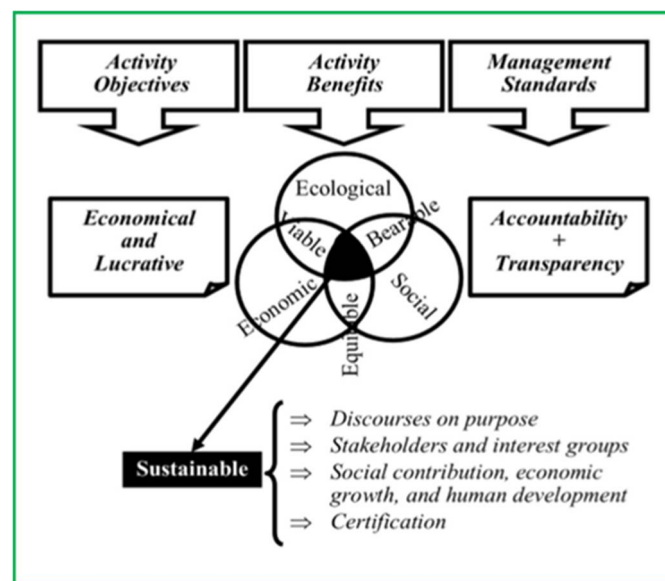 Activity
Objectives
Activity
Benefits
Management
Standards
Economical
and
Lucrative
Ecological
Viable
Bearable
Economic
Social
Equitable
Accountability
+
Transparency
Sustainable
⇒ Discourses on purpose
⇒ Stakeholders and interest groups
⇒ Social contribution, economic
growth, and human development
⇒ Certification